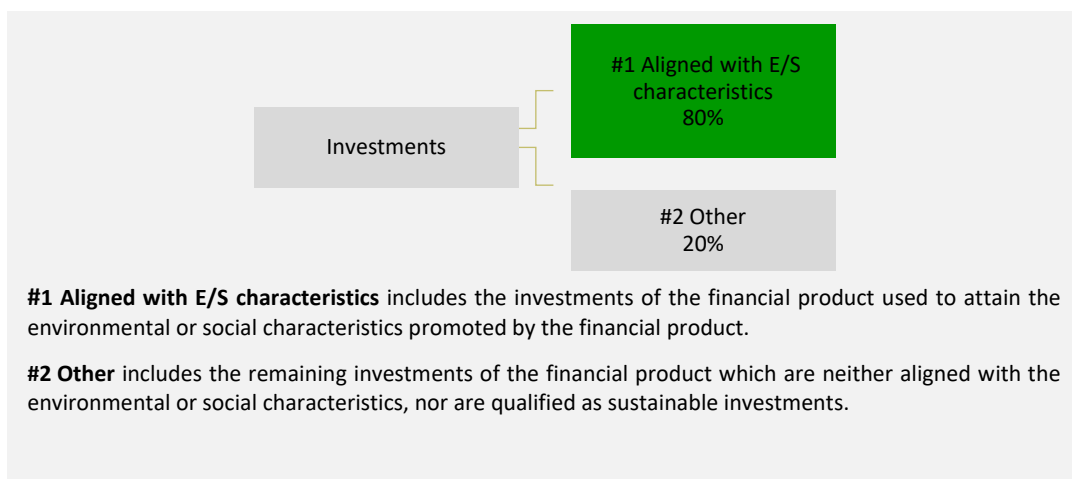 #1 Aligned with E/S
characteristics
80%
Investments
#2 Other
20%
#1 Aligned with E/S characteristics includes the investments of the financial product used to attain the
environmental or social characteristics promoted by the financial product.
#2 Other includes the remaining investments of the financial product which are neither aligned with the
environmental or social characteristics, nor are qualified as sustainable investments.